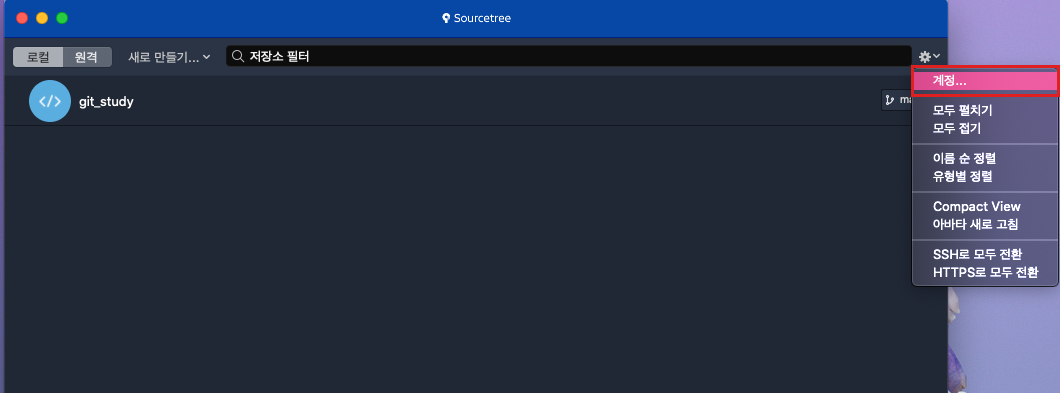 Sourcetree
로컬 원격 새로 만들기... 저장소 필터
계정...
git_study
모두 펼치기
모두 접기
이름 순 정렬
유형별 정렬
Compact View
아바타 새로 고침
SSH로 모두 전환
HTTPS로 모두 전환